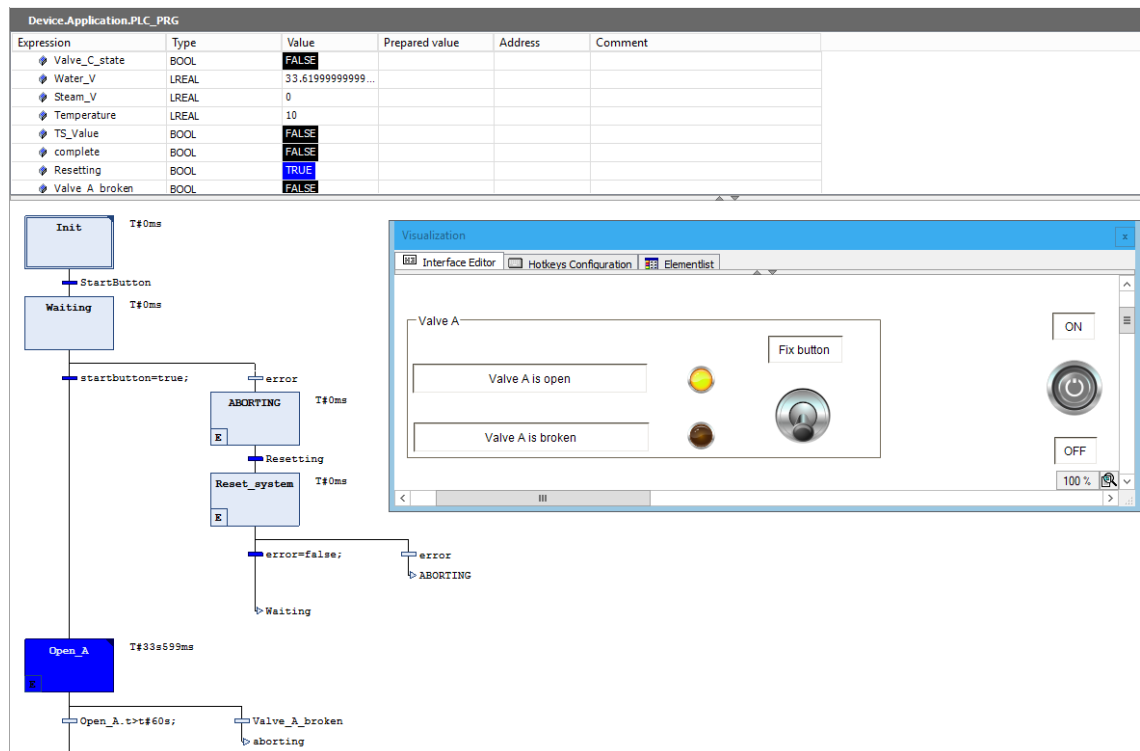 Device.Application.PLC_PRG
Expression Type Value Prepared value Address Comment
Valve_C_state BOOL FALSE
Water_V LREAL 33.61999999999...
Steam_V LREAL 0
Temperature LREAL 10
TS_Value BOOL FALSE
complete BOOL FALSE
Resetting BOOL TRUE
Valve_A_broken BOOL FALSE
Init T#0ms
StartButton
Waiting T#0ms
startbutton=true; error
ABORTING T#0ms
E
Resetting
Reset_system T#0ms
E
error=false; error
ABORTING
Waiting
Open_A T#33s599ms
E
Open_A.t>t#60s; Valve_A_broken
aborting
Visualization x
Interface Editor Hotkeys Configuration Elementlist
Valve A
ON
Fix button
Valve A is open
Valve A is broken
OFF
100 %